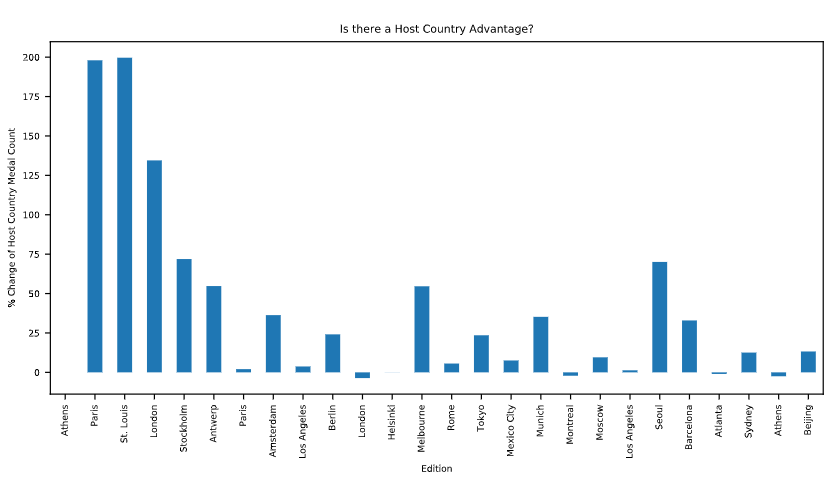 Is there a Host Country Advantage?
% Change of Host Country Medal Count
200
175
150
125
100
75
50
25
0
Athens
Paris
St. Louis
London
Stockholm
Antwerp
Paris
Amsterdam
Los Angeles
Berlin
London
Helsinki
Melbourne
Rome
Tokyo
Mexico City
Munich
Montreal
Moscow
Los Angeles
Seoul
Barcelona
Atlanta
Sydney
Athens
Beijing
Edition